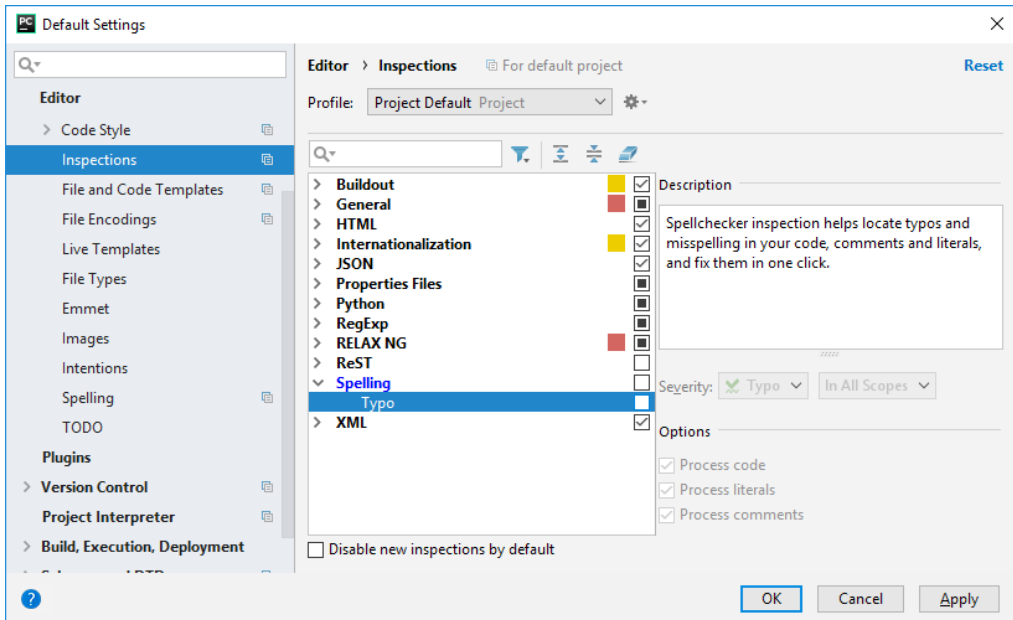 PC Default Settings
Editor
Code Style
Inspections
File and Code Templates
File Encodings
Live Templates
File Types
Emmet
Images
Intentions
Spelling
TODO
Plugins
Version Control
Project Interpreter
Build, Execution, Deployment
Editor › Inspections For default project Reset
Profile: Project Default Project
Buildout
General
HTML
Internationalization
JSON
Properties Files
Python
RegExp
RELAX NG
ReST
Spelling
Typo
XML
Disable new inspections by default
Description
Spellchecker inspection helps locate typos and
misspelling in your code, comments and literals,
and fix them in one click.
Severity: Typo In All Scopes
Options
Process code
Process literals
Process comments
? OK Cancel Apply